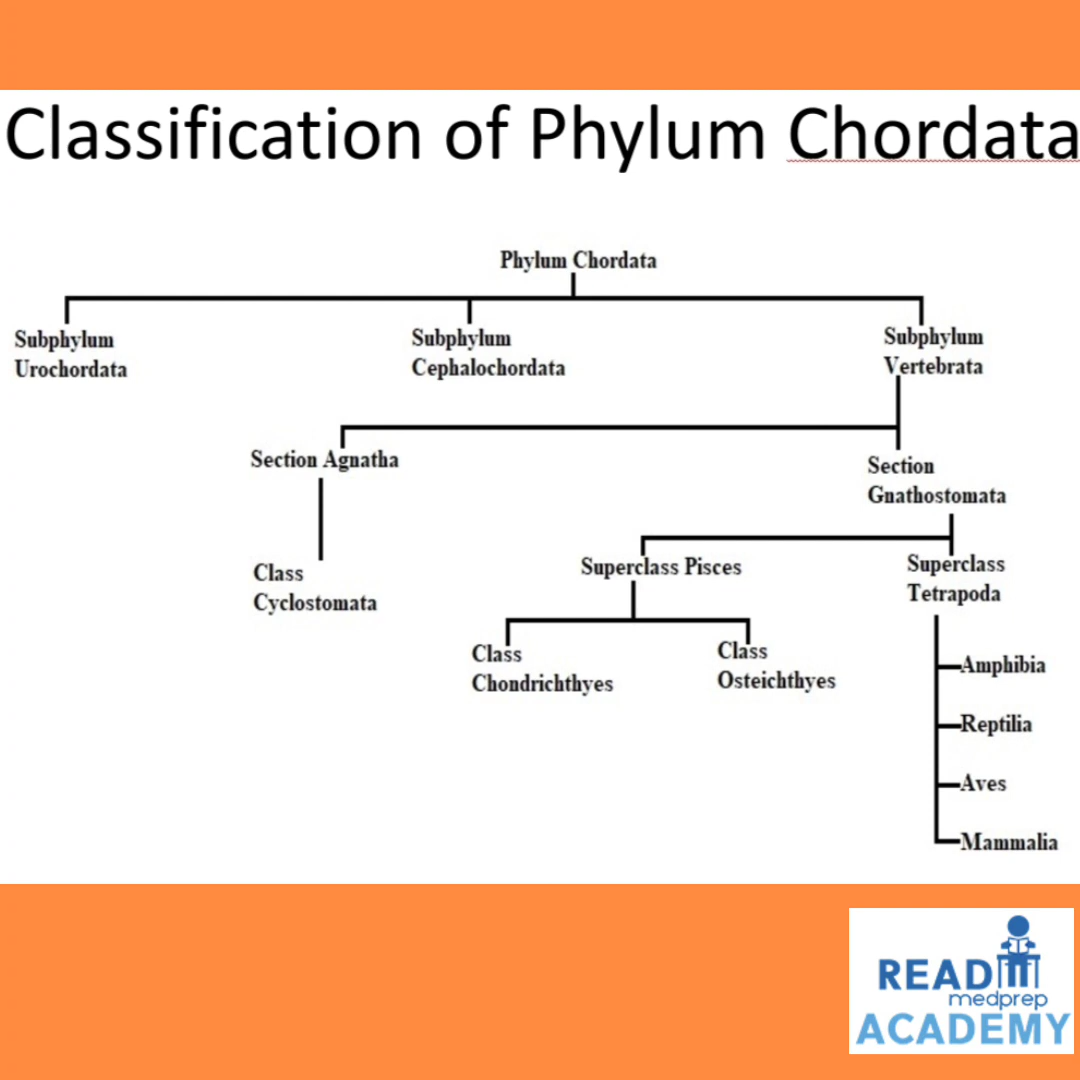 Classification of Phylum Chordata
Phylum Chordata
Subphylum
Urochordata
Subphylum
Cephalochordata
Subphylum
Vertebrata
Section Agnatha
Section
Gnathostomata
Class
Cyclostomata
Superclass Pisces
Superclass
Tetrapoda
Class
Chondrichthyes
Class
Osteichthyes
Amphibia
Reptilia
Aves
Mammalia
READ
medprep
ACADEMY